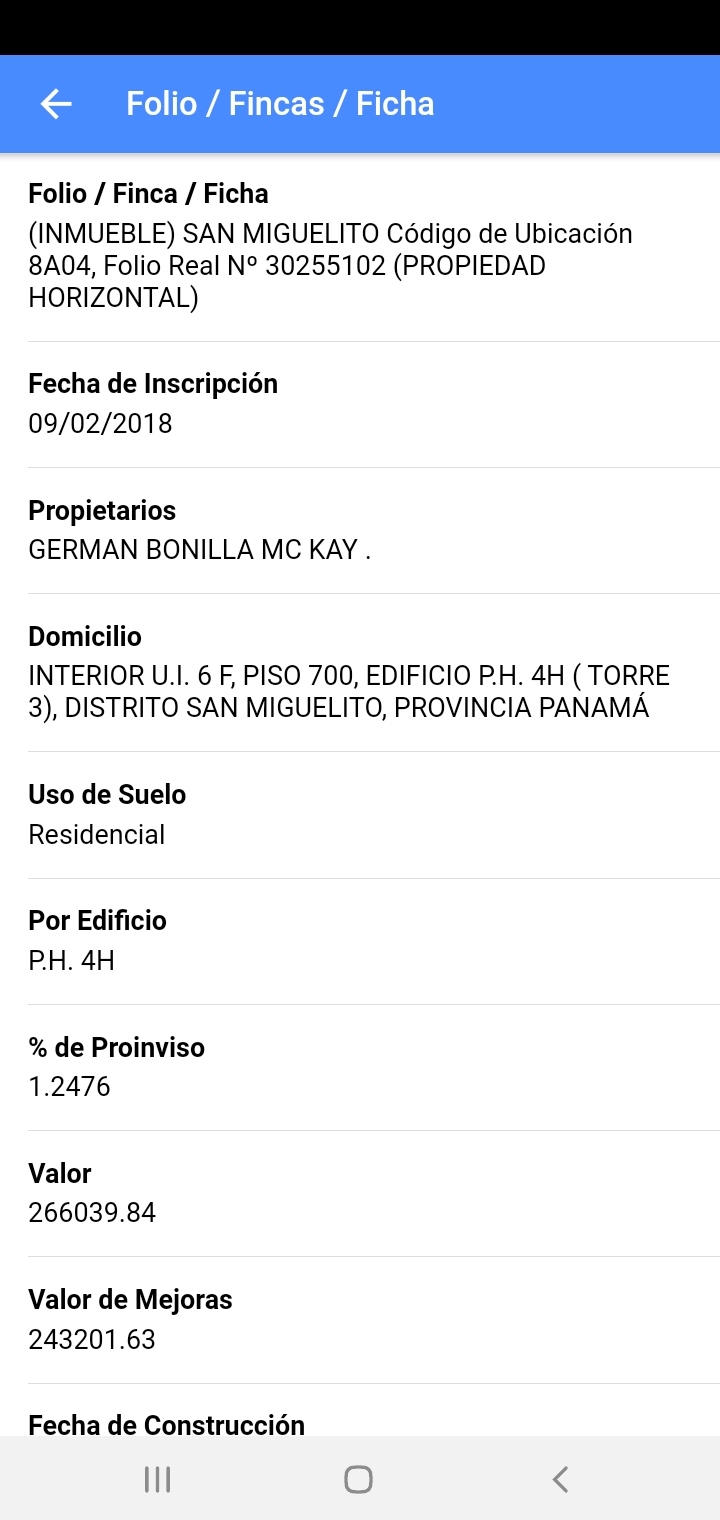 Folio / Fincas / Ficha
Folio / Finca / Ficha
(INMUEBLE) SAN MIGUELITO Código de Ubicación
8A04, Folio Real Nº 30255102 (PROPIEDAD
HORIZONTAL)
Fecha de Inscripción
09/02/2018
Propietarios
GERMAN BONILLA MC KAY .
Domicilio
INTERIOR U.I. 6 F, PISO 700, EDIFICIO P.H. 4H ( TORRE
3), DISTRITO SAN MIGUELITO, PROVINCIA PANAMÁ
Uso de Suelo
Residencial
Por Edificio
P.H. 4H
% de Proinviso
1.2476
Valor
266039.84
Valor de Mejoras
243201.63
Fecha de Construcción